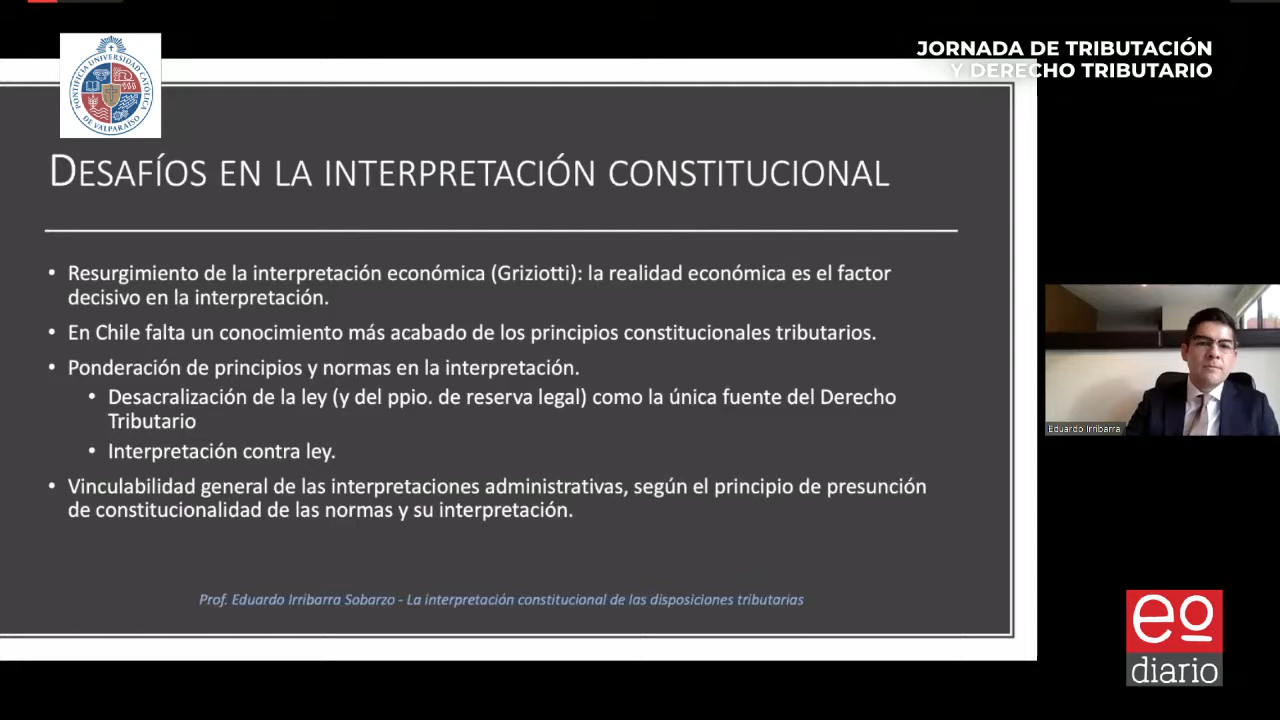 JORNADA DE TRIBUTACIÓN
Y DERECHO TRIBUTARIO
PONTIFICIA UNIVERSIDAD CATÓLICA
DE VALPARAÍSO
DESAFÍOS EN LA INTERPRETACIÓN CONSTITUCIONAL
• Resurgimiento de la interpretación económica (Griziotti): la realidad económica es el factor
decisivo en la interpretación.
• En Chile falta un conocimiento más acabado de los principios constitucionales tributarios.
• Ponderación de principios y normas en la interpretación.
• Desacralización de la ley (y del ppio. de reserva legal) como la única fuente del Derecho
Tributario
• Interpretación contra ley.
• Vinculabilidad general de las interpretaciones administrativas, según el principio de presunción
de constitucionalidad de las normas y su interpretación.
Prof. Eduardo Irribarra Sobarzo - La interpretación constitucional de las disposiciones tributarias
Eduardo Irribarra
eo
diario